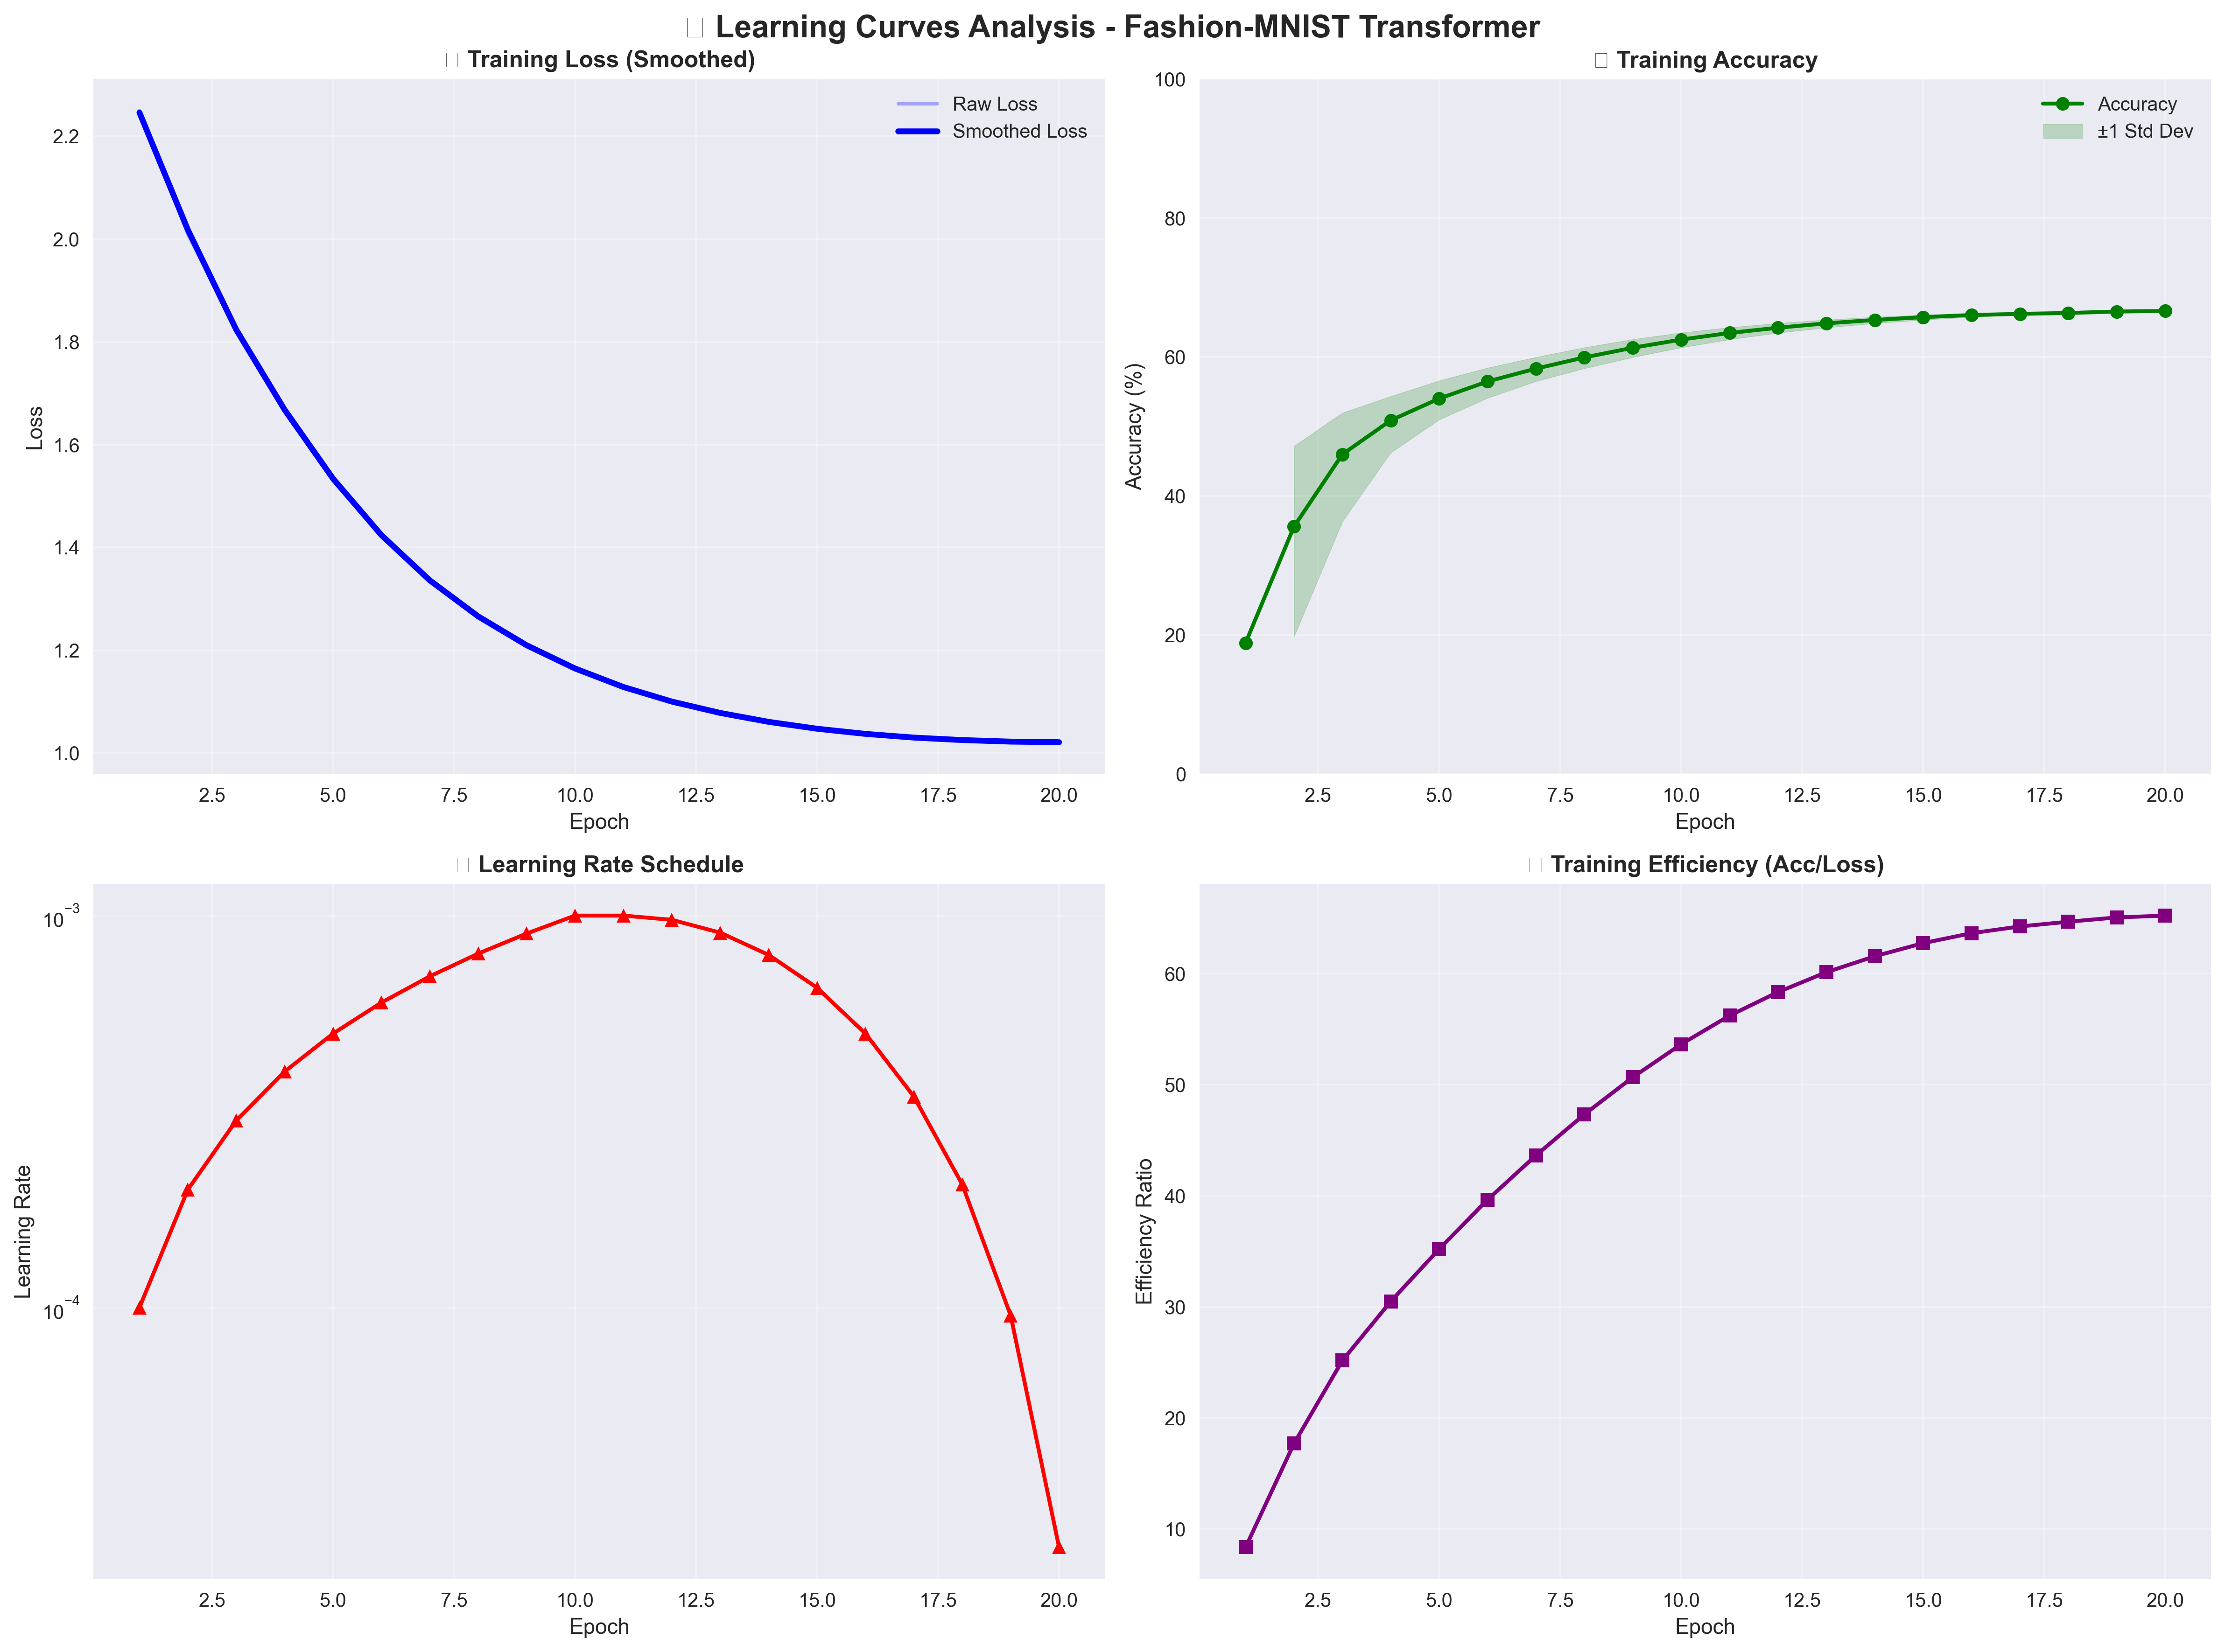 Learning Curves Analysis - Fashion-MNIST Transformer
Training Loss (Smoothed)
Raw Loss
Smoothed Loss
2.2
2.0
1.8
1.6
1.4
1.2
1.0
Loss
2.5 5.0 7.5 10.0 12.5 15.0 17.5 20.0
Epoch
Training Accuracy
Accuracy
±1 Std Dev
100
80
60
40
20
0
Accuracy (%)
2.5 5.0 7.5 10.0 12.5 15.0 17.5 20.0
Epoch
Learning Rate Schedule
10⁻³
10⁻⁴
Learning Rate
2.5 5.0 7.5 10.0 12.5 15.0 17.5 20.0
Epoch
Training Efficiency (Acc/Loss)
60
50
40
30
20
10
Efficiency Ratio
2.5 5.0 7.5 10.0 12.5 15.0 17.5 20.0
Epoch